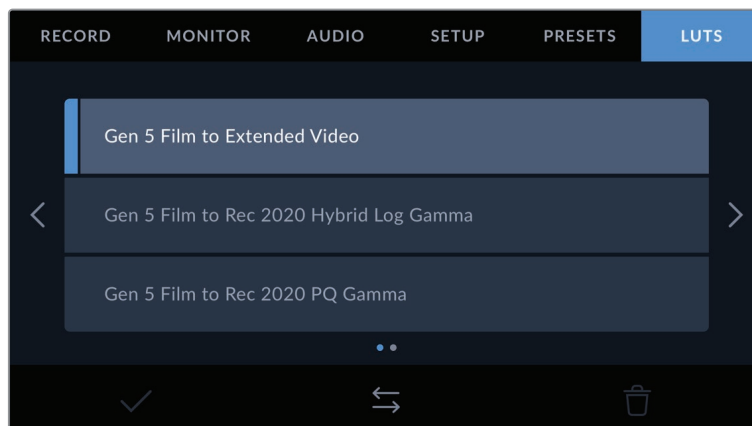 RECORD MONITOR AUDIO SETUP PRESETS LUTS
Gen 5 Film to Extended Video
Gen 5 Film to Rec 2020 Hybrid Log Gamma
Gen 5 Film to Rec 2020 PQ Gamma